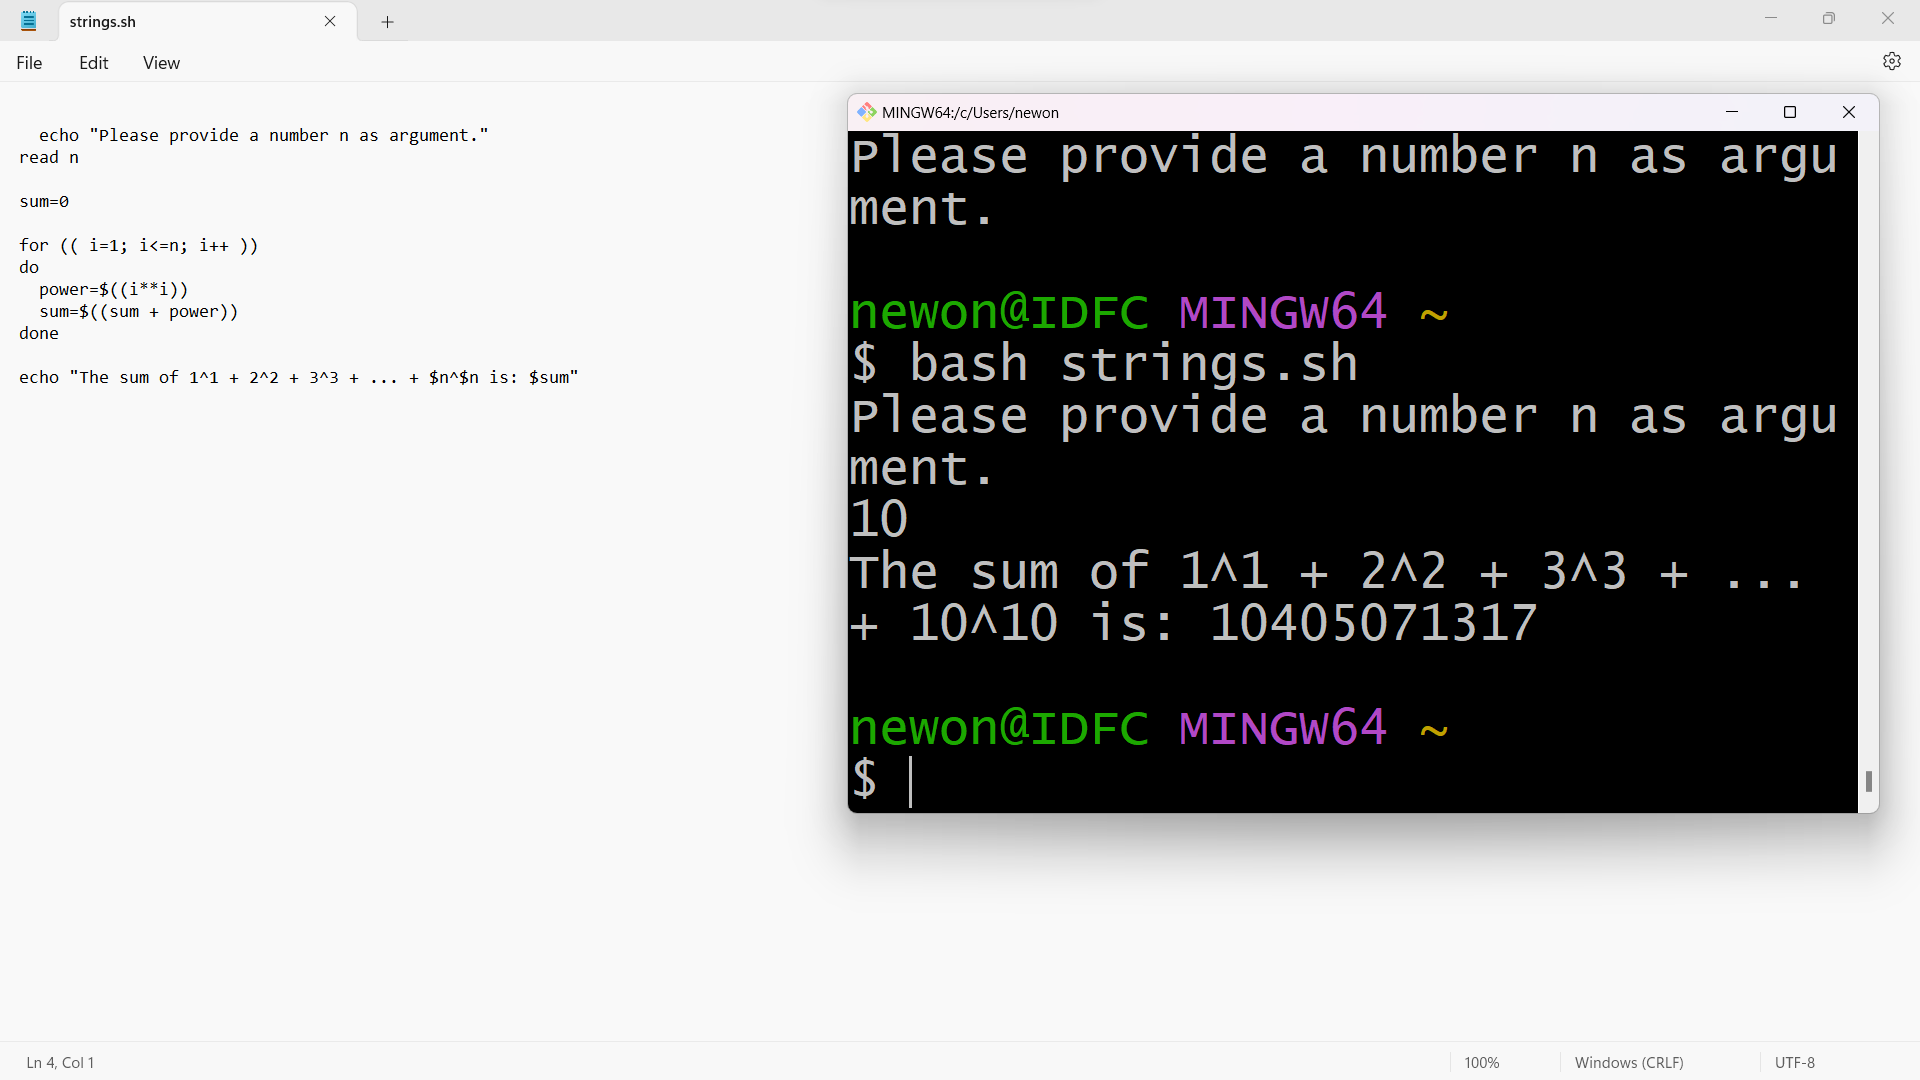 strings.sh
File Edit View
echo "Please provide a number n as argument."
read n
sum=0
for (( i=1; i<=n; i++ ))
do
power=$((i**i))
sum=$((sum + power))
done
echo "The sum of 1^1 + 2^2 + 3^3 + ... + $n^$n is: $sum"
MINGW64:/c/Users/newon
Please provide a number n as argu
ment.
newon@IDFC MINGW64 ~
$ bash strings.sh
Please provide a number n as argu
ment.
10
The sum of 1^1 + 2^2 + 3^3 + ...
+ 10^10 is: 10405071317
newon@IDFC MINGW64 ~
$
Ln 4, Col 1 100% Windows (CRLF) UTF-8